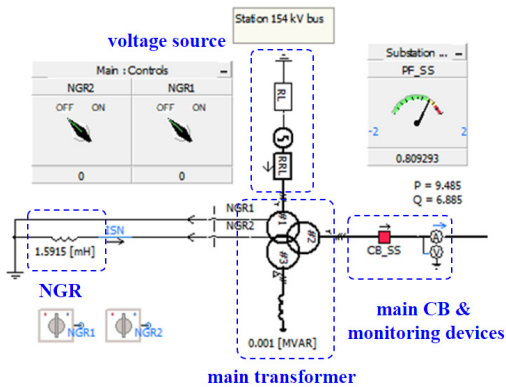 Station 154 kV bus
voltage source
Main : Controls
NGR2
NGR1
OFF ON
OFF ON
0
0
Substation ...
PF_SS
-2
2
0.809293
RL
S
RRL
P = 9.485
Q = 6.885
NGR1
NGR2
#1
#2
#3
ISN
1.5915 [mH]
CB_SS
A
V
NGR
NGR1
NGR2
0.001 [MVAR]
main CB &
monitoring devices
main transformer